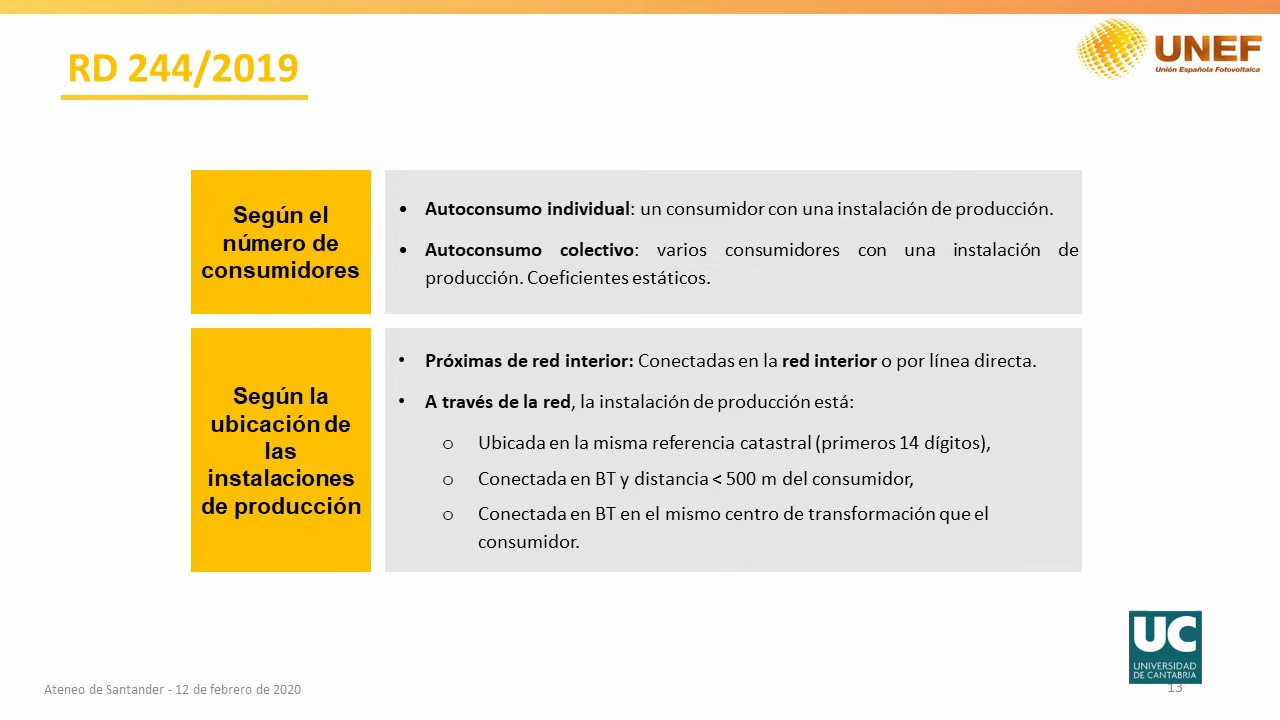 RD 244/2019
UNEF
Unión Española Fotovoltaica
Según el
número de
consumidores
• Autoconsumo individual: un consumidor con una instalación de producción.
• Autoconsumo colectivo: varios consumidores con una instalación de
producción. Coeficientes estáticos.
Según la
ubicación de
las
instalaciones
de producción
• Próximas de red interior: Conectadas en la red interior o por línea directa.
• A través de la red, la instalación de producción está:
o Ubicada en la misma referencia catastral (primeros 14 dígitos),
o Conectada en BT y distancia < 500 m del consumidor,
o Conectada en BT en el mismo centro de transformación que el
consumidor.
UC
UNIVERSIDAD
DE CANTABRIA
Ateneo de Santander - 12 de febrero de 2020
13